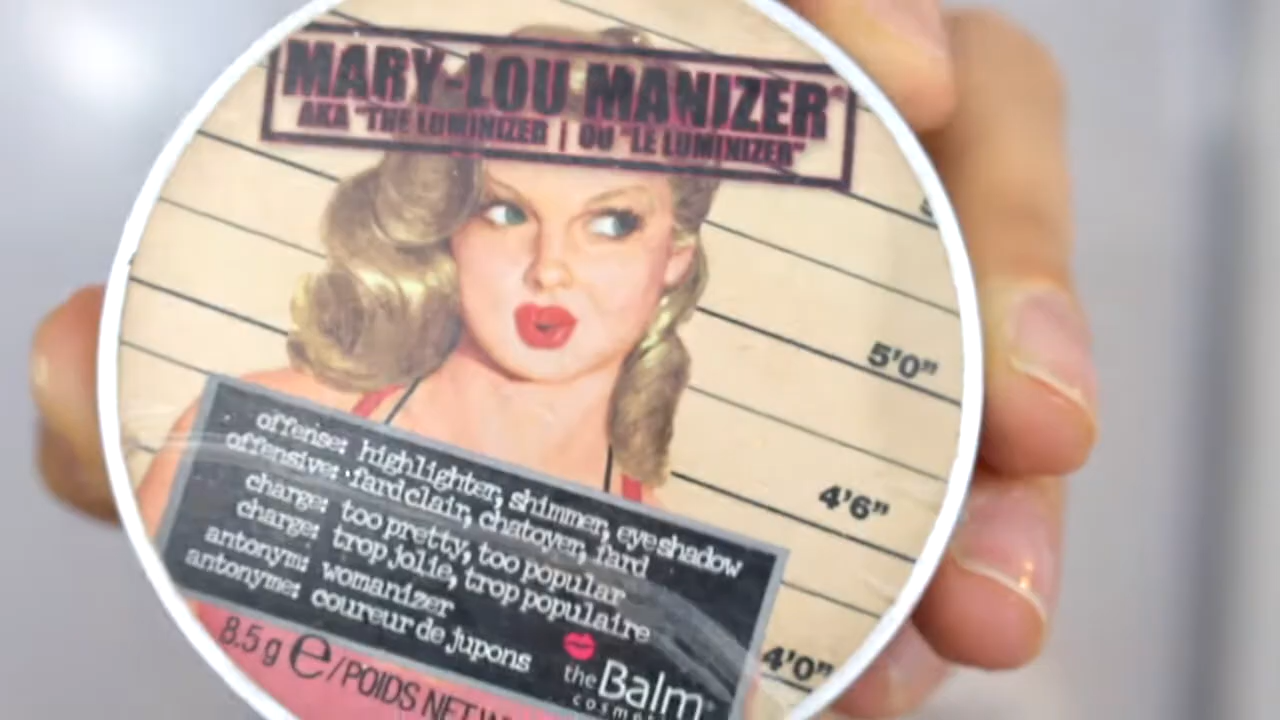 MARY-LOU MANIZER®
AKA "THE LUMINIZER | OU "LE LUMINIZER"
5'0"
4'6"
4'0"
offense: highlighter, shimmer, eyeshadow
offensive: fard clair, chatoyer, fard
charge: too pretty, too popular
charge: trop jolie, trop populaire
antonym: womanizer
antonyme: coureur de jupons
theBalm
cosme
8.5 g e/POIDS NET